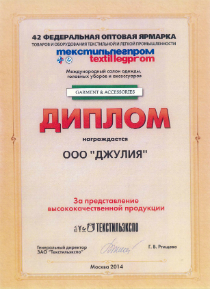 42 ФЕДЕРАЛЬНАЯ ОПТОВАЯ ЯРМАРКА
ТОВАРОВ И ОБОРУДОВАНИЯ ТЕКСТИЛЬНОЙ И ЛЕГКОЙ ПРОМЫШЛЕННОСТИ
текстильлегпром
textillegprom
Международный салон одежды,
головных уборов и аксессуаров
GARMENT & ACCESSORIES
ДИПЛОМ
награждается
ООО "ДЖУЛИЯ"
За представление
высококачественной продукции
ТЕКСТИЛЬЭКСПО
Генеральный директор
ЗАО "Текстильэкспо"
Москва 2014